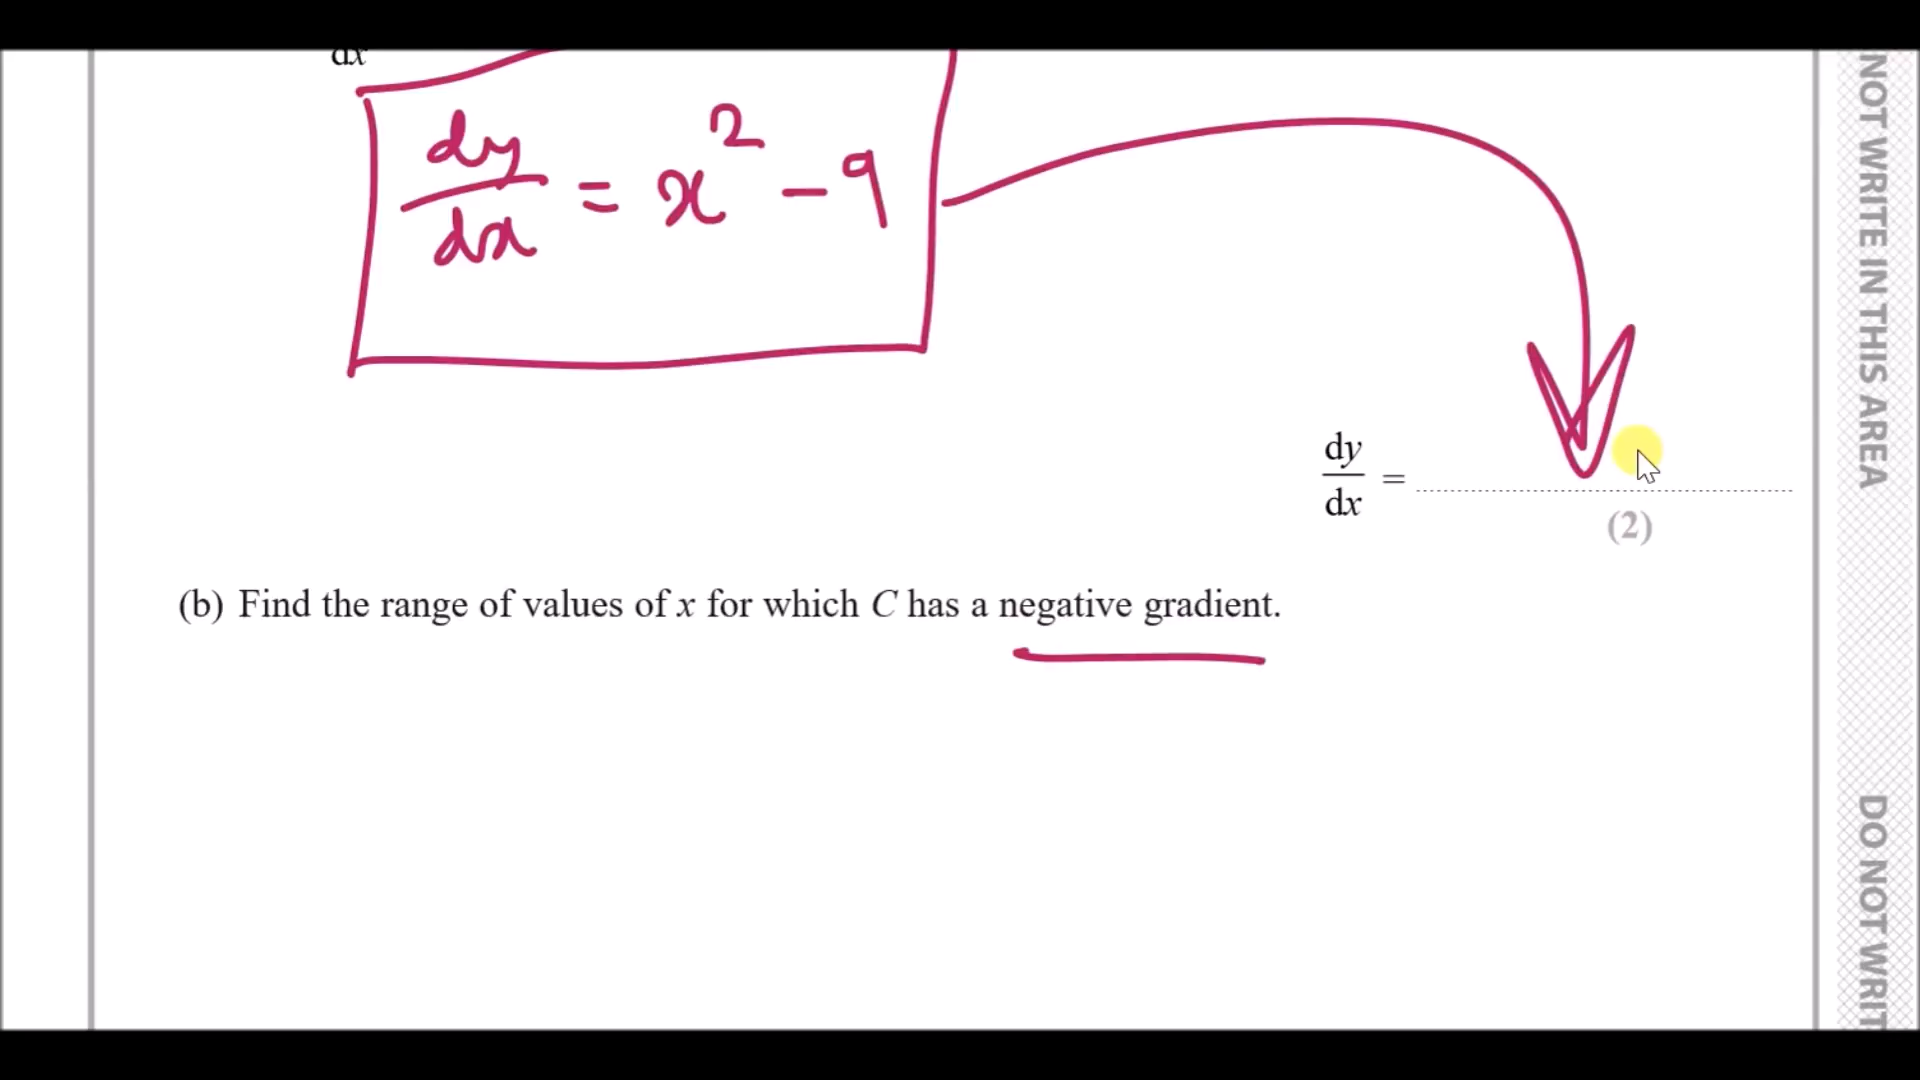 dx
dy/dx = x² - 9
dy/dx = ........................................
(2)
(b) Find the range of values of x for which C has a negative gradient.
NOT WRITE IN THIS AREA
DO NOT WRIT